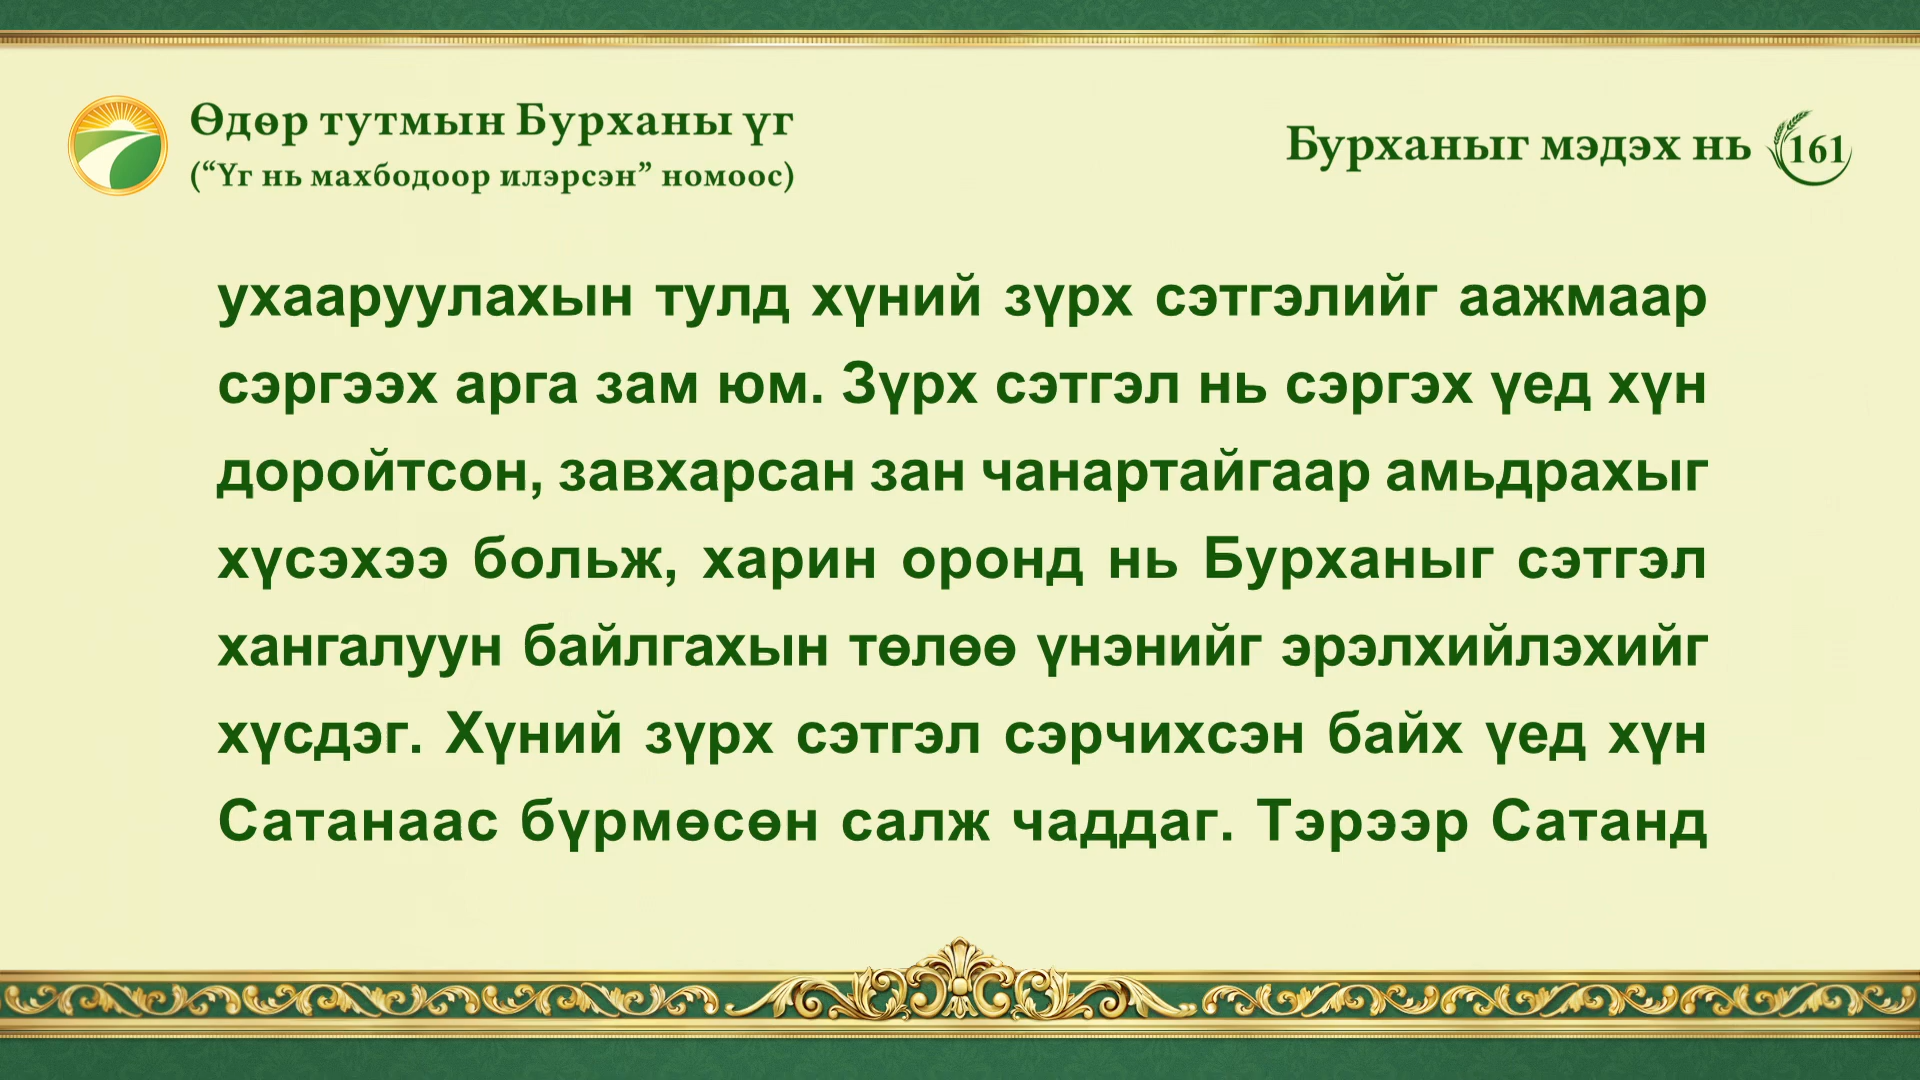 Өдөр тутмын Бурханы үг
(“Үг нь махбодоор илэрсэн” номоос)
Бурханыг мэдэх нь 161
ухааруулахын тулд хүний зүрх сэтгэлийг аажмаар
сэргээх арга зам юм. Зүрх сэтгэл нь сэргэх үед хүн
доройтсон, завхарсан зан чанартайгаар амьдрахыг
хүсэхээ больж, харин оронд нь Бурханыг сэтгэл
хангалуун байлгахын төлөө үнэнийг эрэлхийлэхийг
хүсдэг. Хүний зүрх сэтгэл сэрчихсэн байх үед хүн
Сатанаас бүрмөсөн салж чаддаг. Тэрээр Сатанд